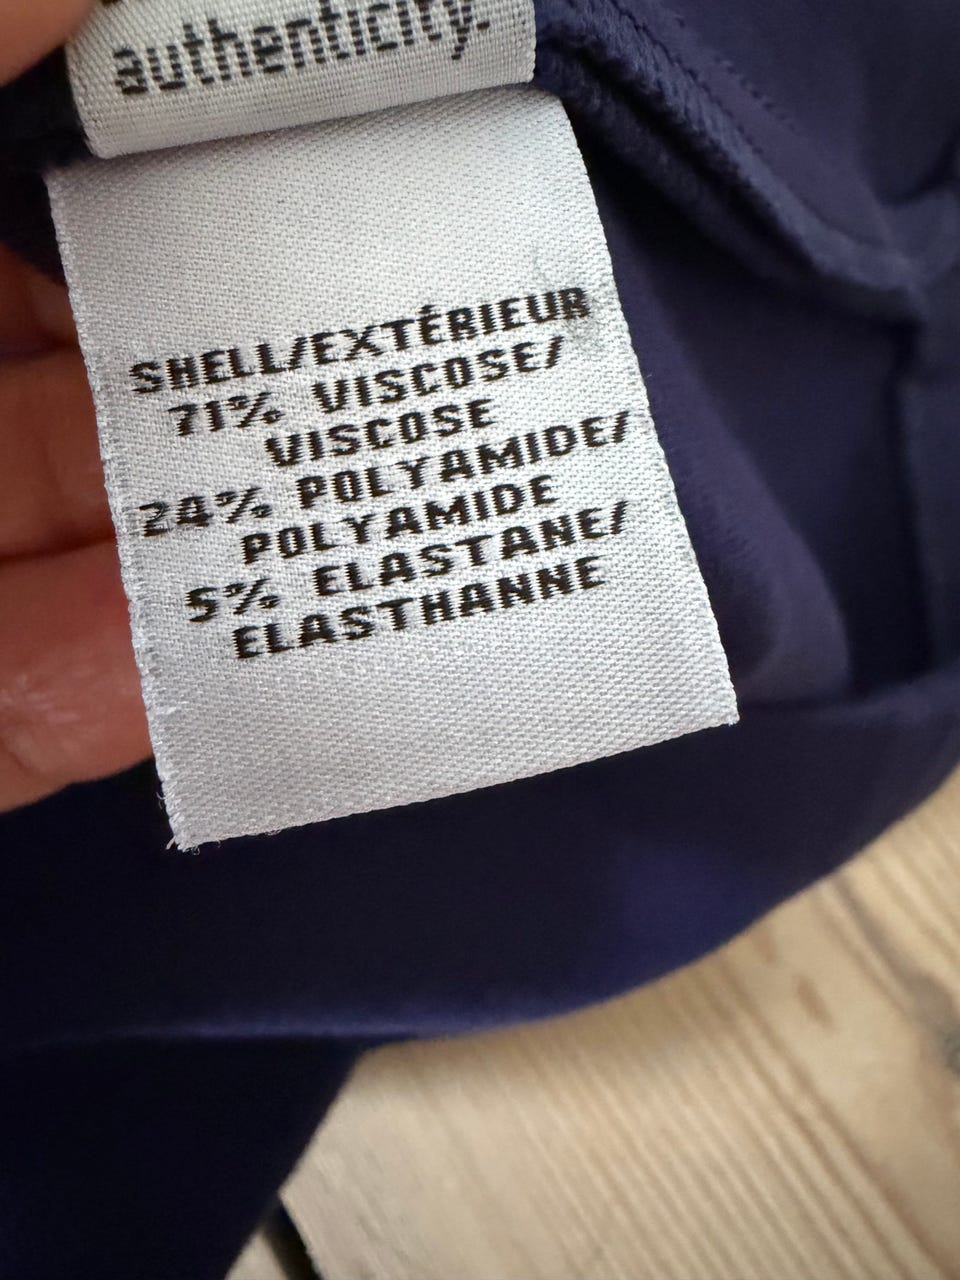 authenticity.
SHELL/EXTÉRIEUR
71% VISCOSE/
VISCOSE
24% POLYAMIDE/
POLYAMIDE
5% ELASTANE/
ELASTHANNE